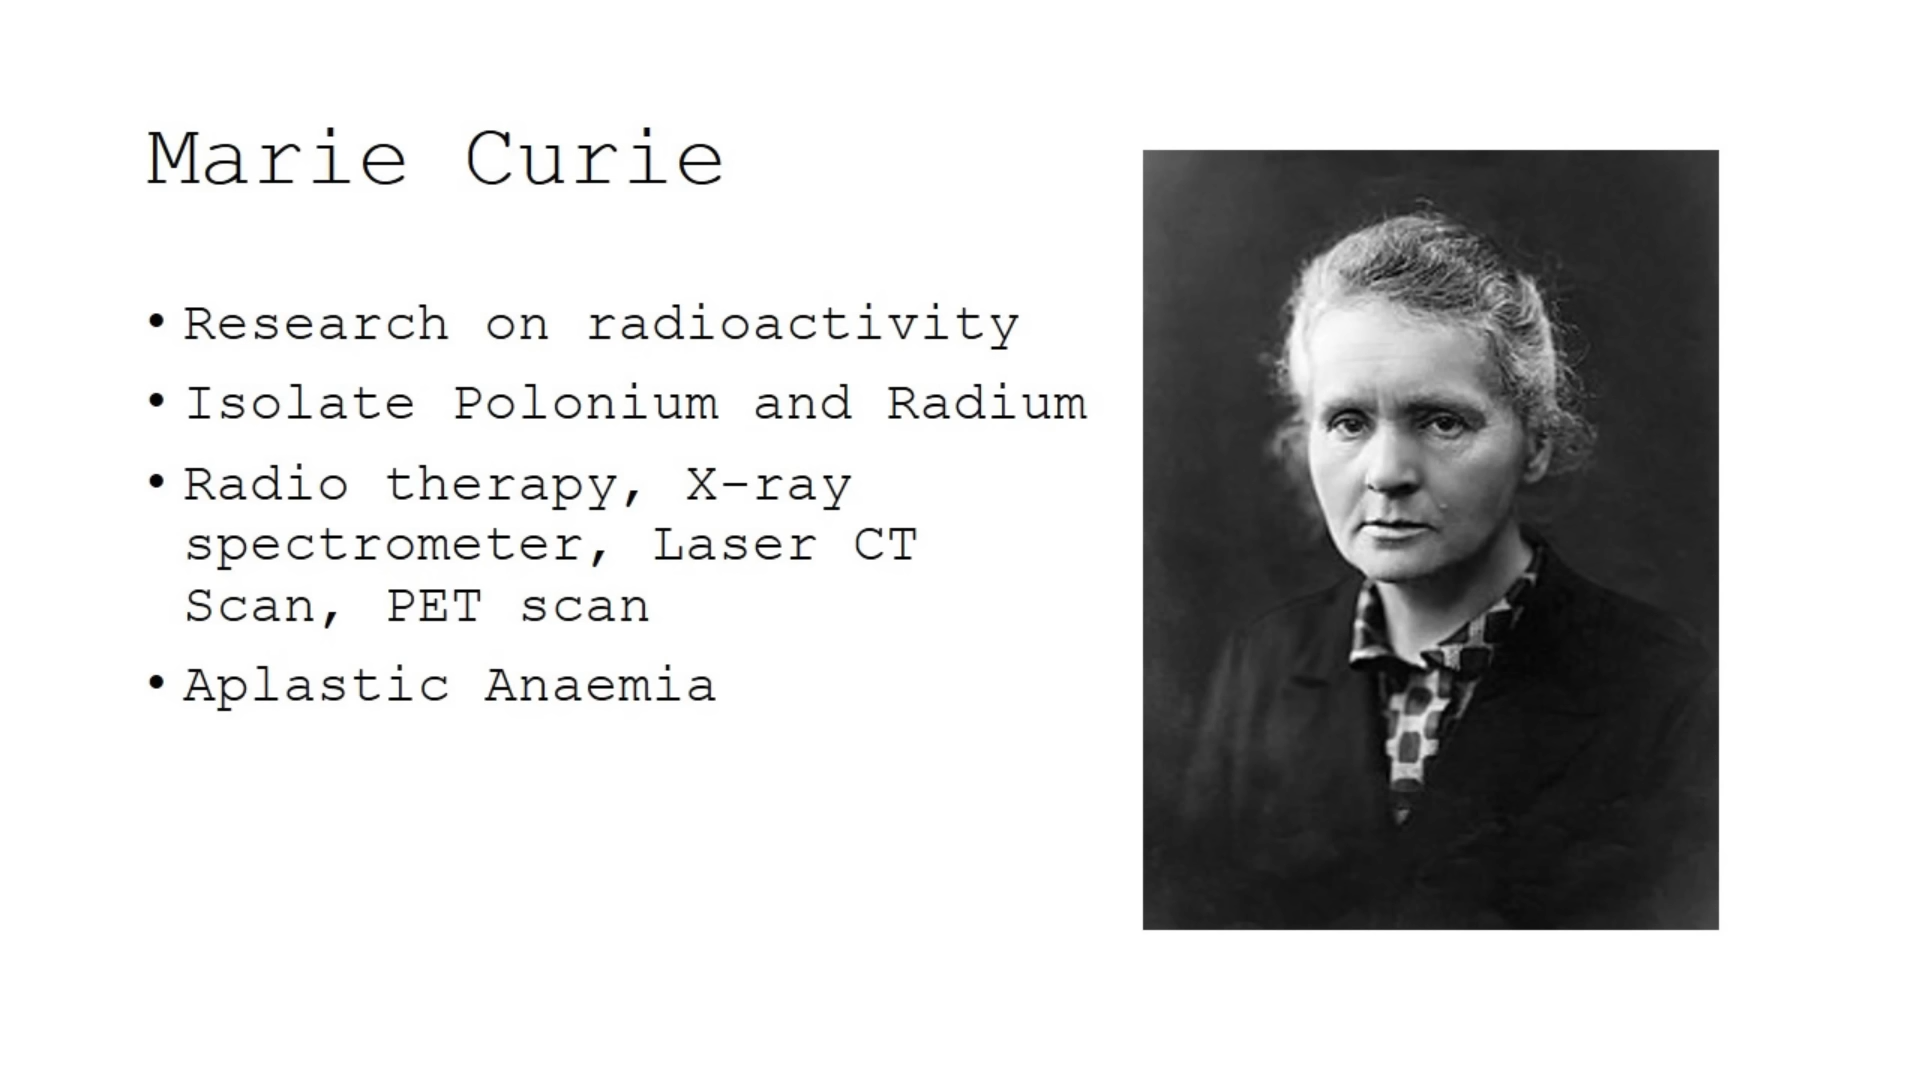 Marie Curie
• Research on radioactivity
• Isolate Polonium and Radium
• Radio therapy, X-ray
spectrometer, Laser CT
Scan, PET scan
• Aplastic Anaemia